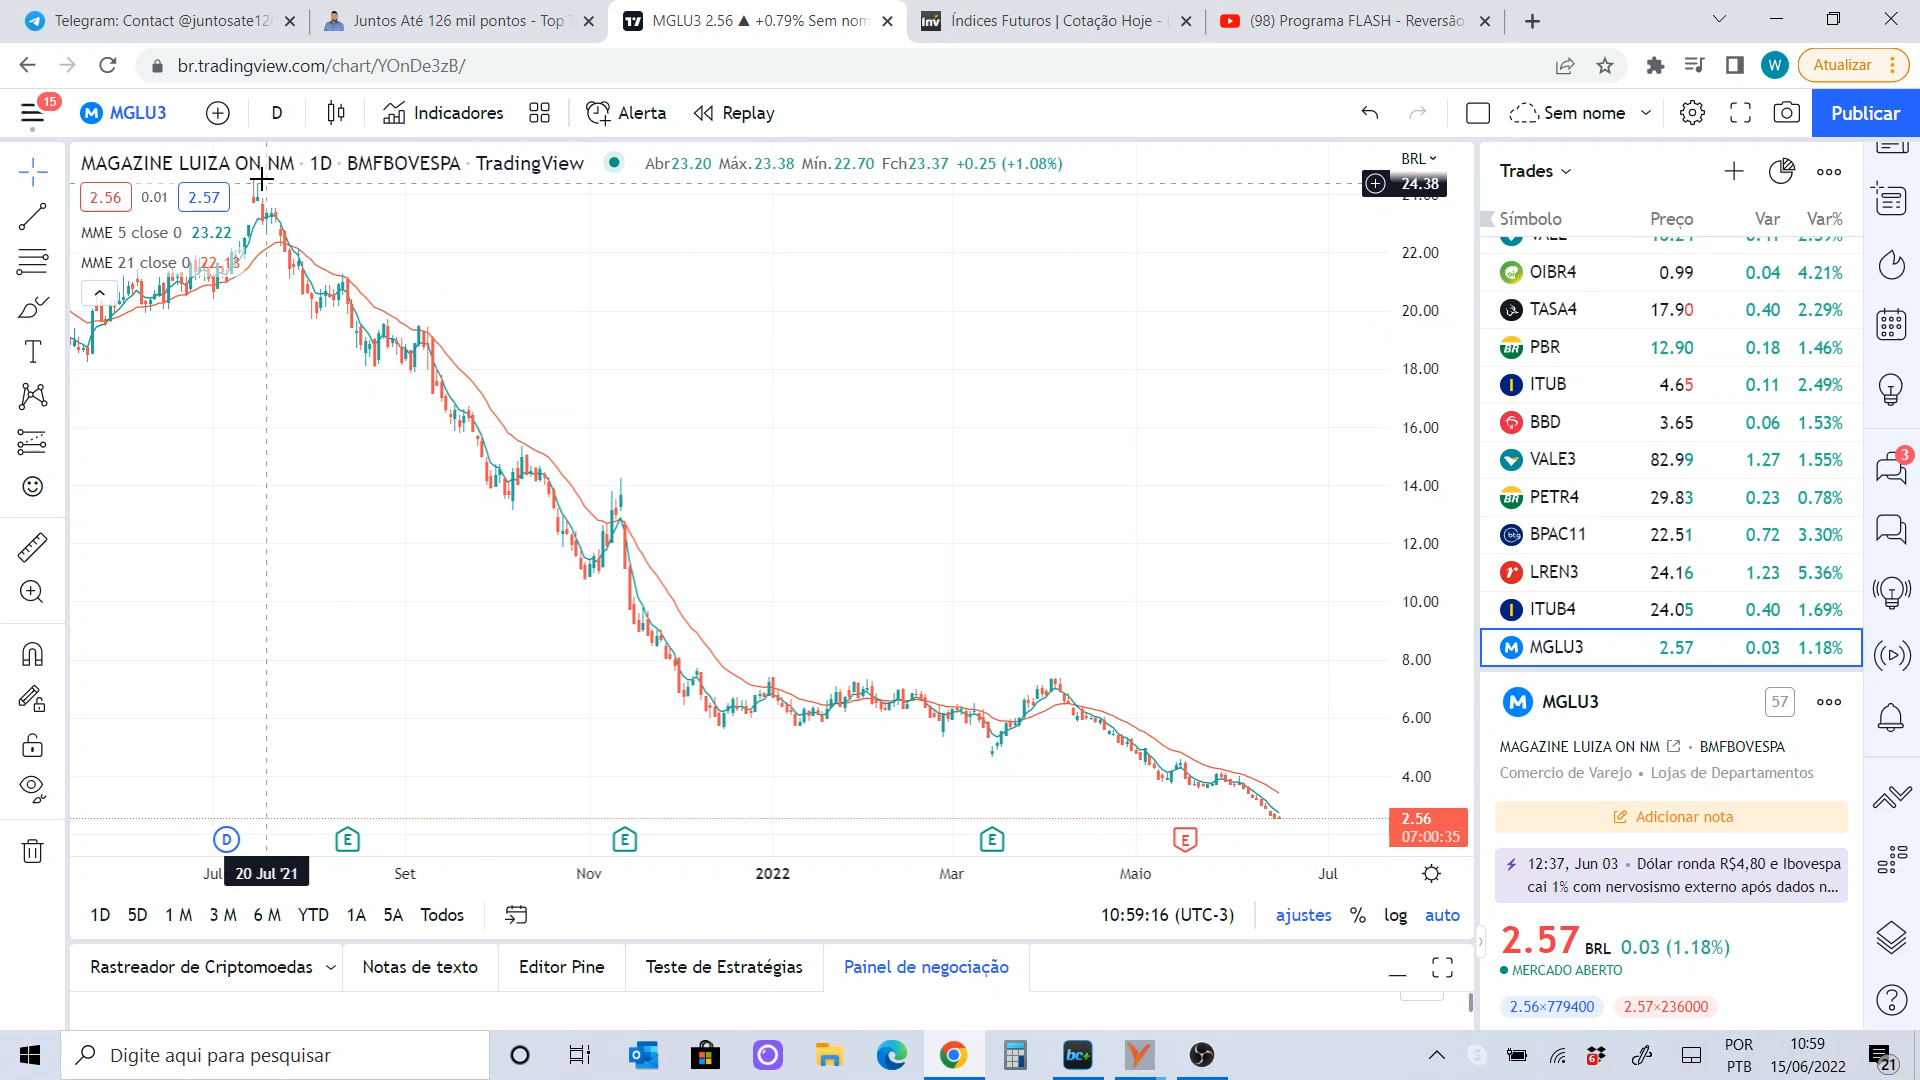 Telegram: Contact @juntosate126
Juntos Até 126 mil pontos - Top
MGLU3 2.56 ▲ +0.79% Sem nom
Índices Futuros | Cotação Hoje -
(98) Programa FLASH - Reversão
br.tradingview.com/chart/YOnDe3zB/
W
Atualizar
15
MGLU3
D
Indicadores
Alerta
Replay
Sem nome
Publicar
MAGAZINE LUIZA ON NM · 1D · BMFBOVESPA · TradingView
Abr23.20 Máx.23.38 Mín.22.70 Fch23.37 +0.25 (+1.08%)
2.56 0.01 2.57
MME 5 close 0 23.22
MME 21 close 0 22.13
BRL
24.38
22.00
20.00
18.00
16.00
14.00
12.00
10.00
8.00
6.00
4.00
2.56
07:00:35
D E E E E
Jul 20 Jul '21 Set Nov 2022 Mar Maio Jul
1D 5D 1 M 3 M 6 M YTD 1A 5A Todos
10:59:16 (UTC-3) ajustes % log auto
Rastreador de Criptomoedas Notas de texto Editor Pine Teste de Estratégias Painel de negociação
Trades
Símbolo Preço Var Var%
OIBR4 0.99 0.04 4.21%
TASA4 17.90 0.40 2.29%
PBR 12.90 0.18 1.46%
ITUB 4.65 0.11 2.49%
BBD 3.65 0.06 1.53%
VALE3 82.99 1.27 1.55%
PETR4 29.83 0.23 0.78%
BPAC11 22.51 0.72 3.30%
LREN3 24.16 1.23 5.36%
ITUB4 24.05 0.40 1.69%
MGLU3 2.57 0.03 1.18%
MGLU3 57
MAGAZINE LUIZA ON NM · BMFBOVESPA
Comercio de Varejo • Lojas de Departamentos
Adicionar nota
12:37, Jun 03 • Dólar ronda R$4,80 e Ibovespa
cai 1% com nervosismo externo após dados n...
2.57 BRL 0.03 (1.18%)
MERCADO ABERTO
2.56×779400 2.57×236000
3
Digite aqui para pesquisar
bc+
6
POR
PTB
10:59
15/06/2022
21